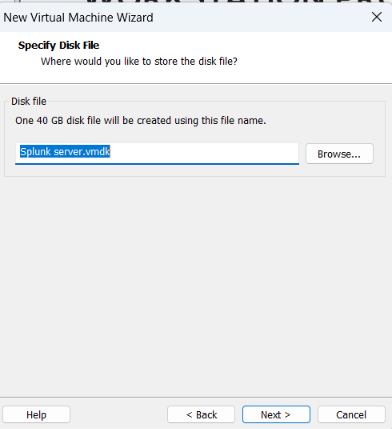 New Virtual Machine Wizard
Specify Disk File
Where would you like to store the disk file?
Disk file
One 40 GB disk file will be created using this file name.
Splunk server.vmdk
Browse...
Help
< Back
Next >
Cancel